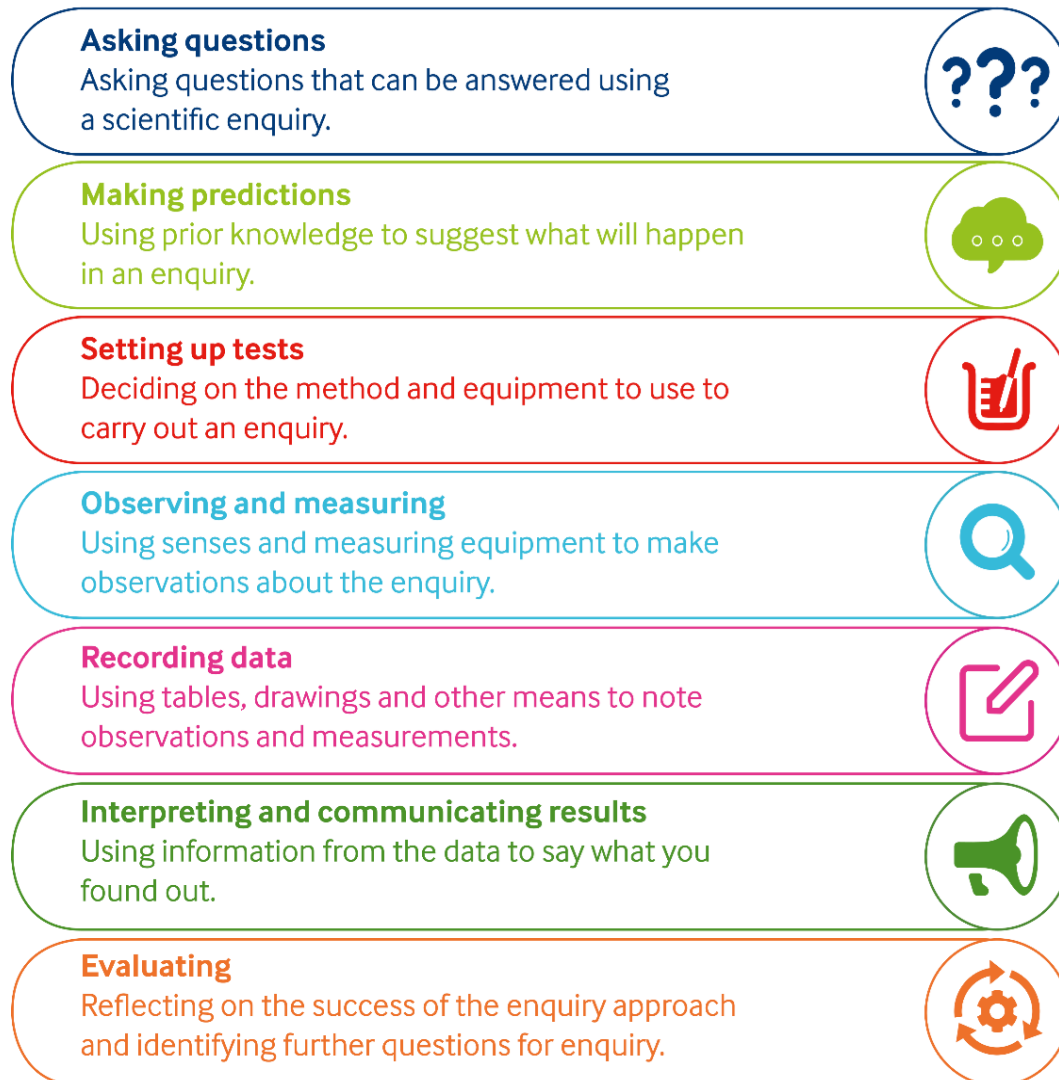 Asking questions
Asking questions that can be answered using
a scientific enquiry.
???
Making predictions
Using prior knowledge to suggest what will happen
in an enquiry.
Setting up tests
Deciding on the method and equipment to use to
carry out an enquiry.
Observing and measuring
Using senses and measuring equipment to make
observations about the enquiry.
Recording data
Using tables, drawings and other means to note
observations and measurements.
Interpreting and communicating results
Using information from the data to say what you
found out.
Evaluating
Reflecting on the success of the enquiry approach
and identifying further questions for enquiry.